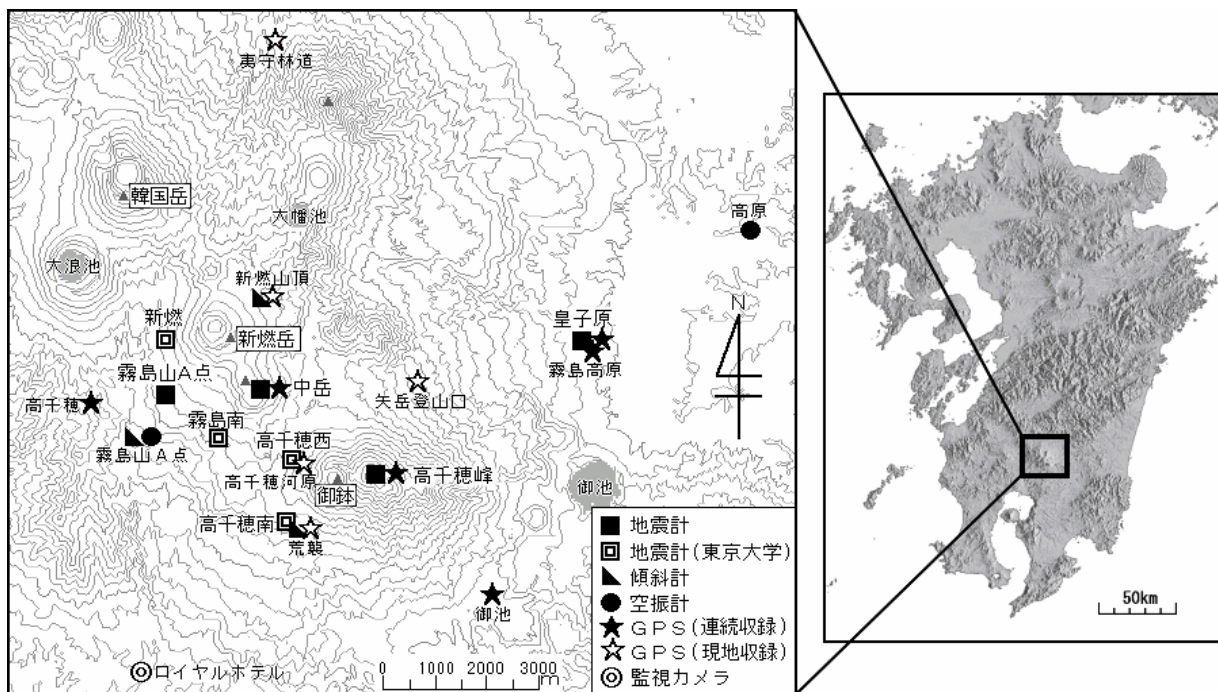 夷守林道
韓国岳
大幡池
高原
大浪池
新燃山頂
新燃
新燃岳
皇子原
霧島高原
N
霧島山A点
中岳
矢岳登山口
高千穂
霧島南
高千穂西
霧島山A点
高千穂河原
御鉢
高千穂峰
御池
高千穂南
荒襲
御池
ロイヤルホテル
0 1000 2000 3000
m
地震計
地震計(東京大学)
傾斜計
空振計
GPS(連続収録)
GPS(現地収録)
監視カメラ
50km